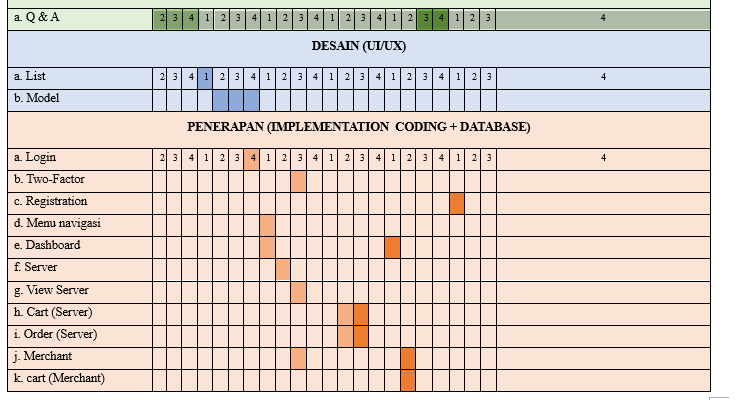 a. Q & A 2 3 4 1 2 3 4 1 2 3 4 1 2 3 4 1 2 3 4 1 2 3 4
DESAIN (UI/UX)
a. List 2 3 4 1 2 3 4 1 2 3 4 1 2 3 4 1 2 3 4 1 2 3 4
b. Model
PENERAPAN (IMPLEMENTATION CODING + DATABASE)
a. Login 2 3 4 1 2 3 4 1 2 3 4 1 2 3 4 1 2 3 4 1 2 3 4
b. Two-Factor
c. Registration
d. Menu navigasi
e. Dashboard
f. Server
g. View Server
h. Cart (Server)
i. Order (Server)
j. Merchant
k. cart (Merchant)